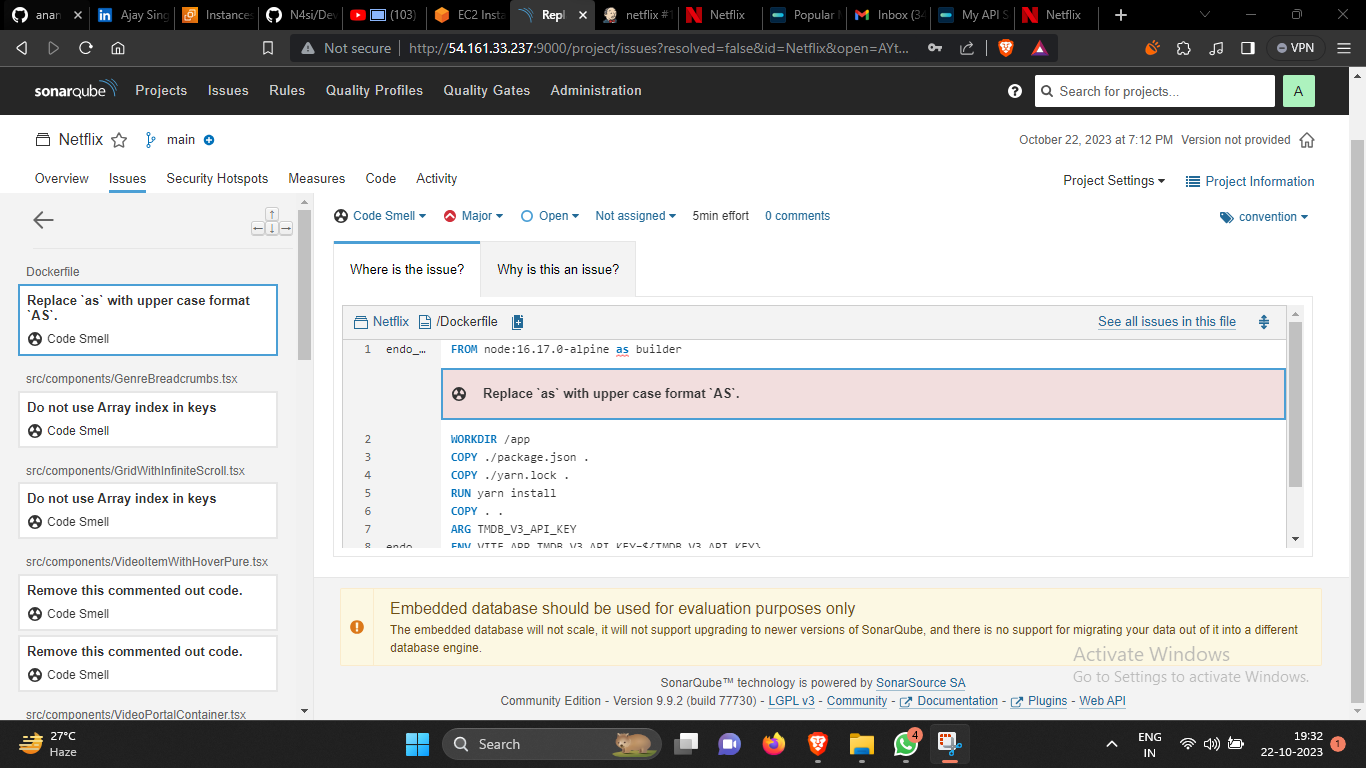 anan
Ajay Sing
Instances
N4si/Dev
(103)
EC2 Insta
Repl
netflix #1
Netflix
Popular M
Inbox (34
My API S
Netflix
Not secure
http://54.161.33.237:9000/project/issues?resolved=false&id=Netflix&open=AYt...
VPN
sonarqube
Projects
Issues
Rules
Quality Profiles
Quality Gates
Administration
Search for projects...
A
Netflix
main
October 22, 2023 at 7:12 PM Version not provided
Overview
Issues
Security Hotspots
Measures
Code
Activity
Project Settings
Project Information
Dockerfile
Replace `as` with upper case format
`AS`.
Code Smell
src/components/GenreBreadcrumbs.tsx
Do not use Array index in keys
Code Smell
src/components/GridWithInfiniteScroll.tsx
Do not use Array index in keys
Code Smell
src/components/VideoItemWithHoverPure.tsx
Remove this commented out code.
Code Smell
Remove this commented out code.
Code Smell
src/components/VideoPortalContainer.tsx
Code Smell
Major
Open
Not assigned
5min effort
0 comments
convention
Where is the issue?
Why is this an issue?
Netflix
/Dockerfile
See all issues in this file
1 endo_… FROM node:16.17.0-alpine as builder
Replace `as` with upper case format `AS`.
2 WORKDIR /app
3 COPY ./package.json .
4 COPY ./yarn.lock .
5 RUN yarn install
6 COPY . .
7 ARG TMDB_V3_API_KEY
8 endo ENV VITE_APP_TMDB_V3_API_KEY=${TMDB_V3_API_KEY}
Embedded database should be used for evaluation purposes only
The embedded database will not scale, it will not support upgrading to newer versions of SonarQube, and there is no support for migrating your data out of it into a different
database engine.
Activate Windows
Go to Settings to activate Windows.
SonarQube™ technology is powered by SonarSource SA
Community Edition - Version 9.9.2 (build 77730) - LGPL v3 - Community - Documentation - Plugins - Web API
27°C
Haze
Search
4
ENG
IN
19:32
22-10-2023
1